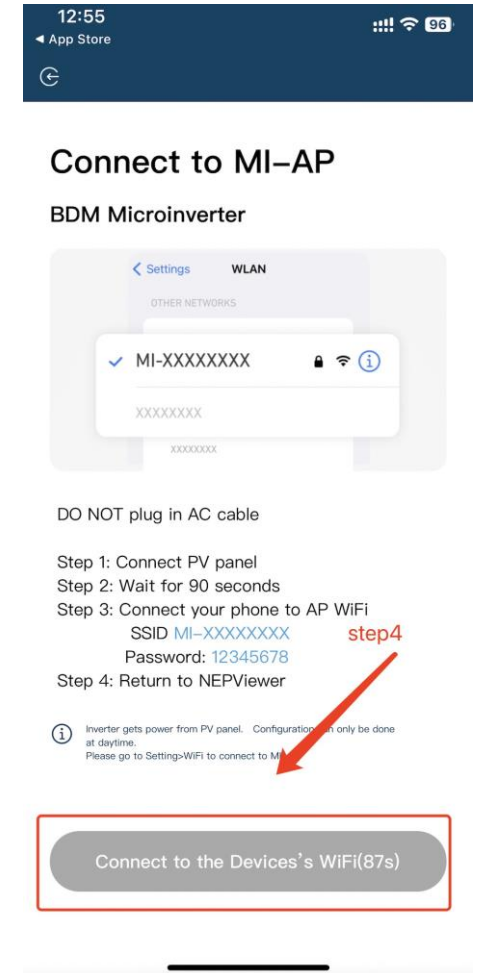 12:55
96
◀ App Store
Connect to MI-AP
BDM Microinverter
Settings WLAN
OTHER NETWORKS
MI-XXXXXXXX
XXXXXXXX
XXXXXXXX
DO NOT plug in AC cable
Step 1: Connect PV panel
Step 2: Wait for 90 seconds
Step 3: Connect your phone to AP WiFi
SSID MI-XXXXXXXX
step4
Password: 12345678
Step 4: Return to NEPViewer
Inverter gets power from PV panel. Configuration only be done
at daytime.
Please go to Setting>WiFi to connect to
Connect to the Devices's WiFi(87s)